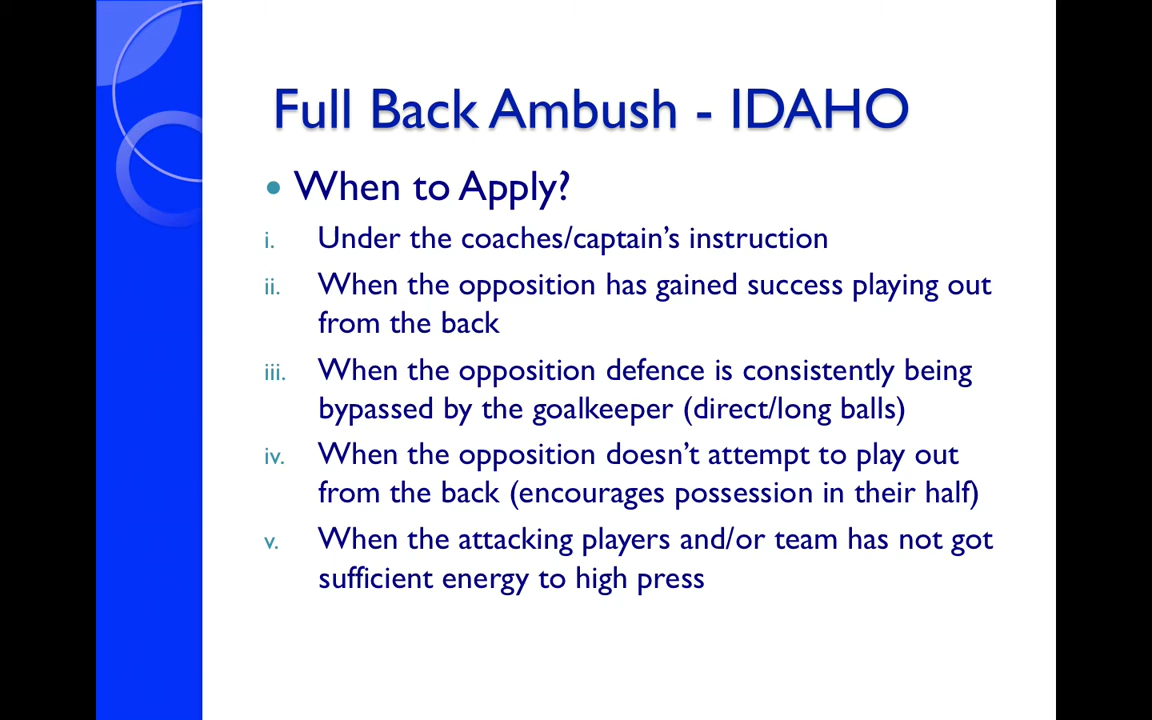 Full Back Ambush - IDAHO
• When to Apply?
i. Under the coaches/captain's instruction
ii. When the opposition has gained success playing out
from the back
iii. When the opposition defence is consistently being
bypassed by the goalkeeper (direct/long balls)
iv. When the opposition doesn't attempt to play out
from the back (encourages possession in their half)
v. When the attacking players and/or team has not got
sufficient energy to high press